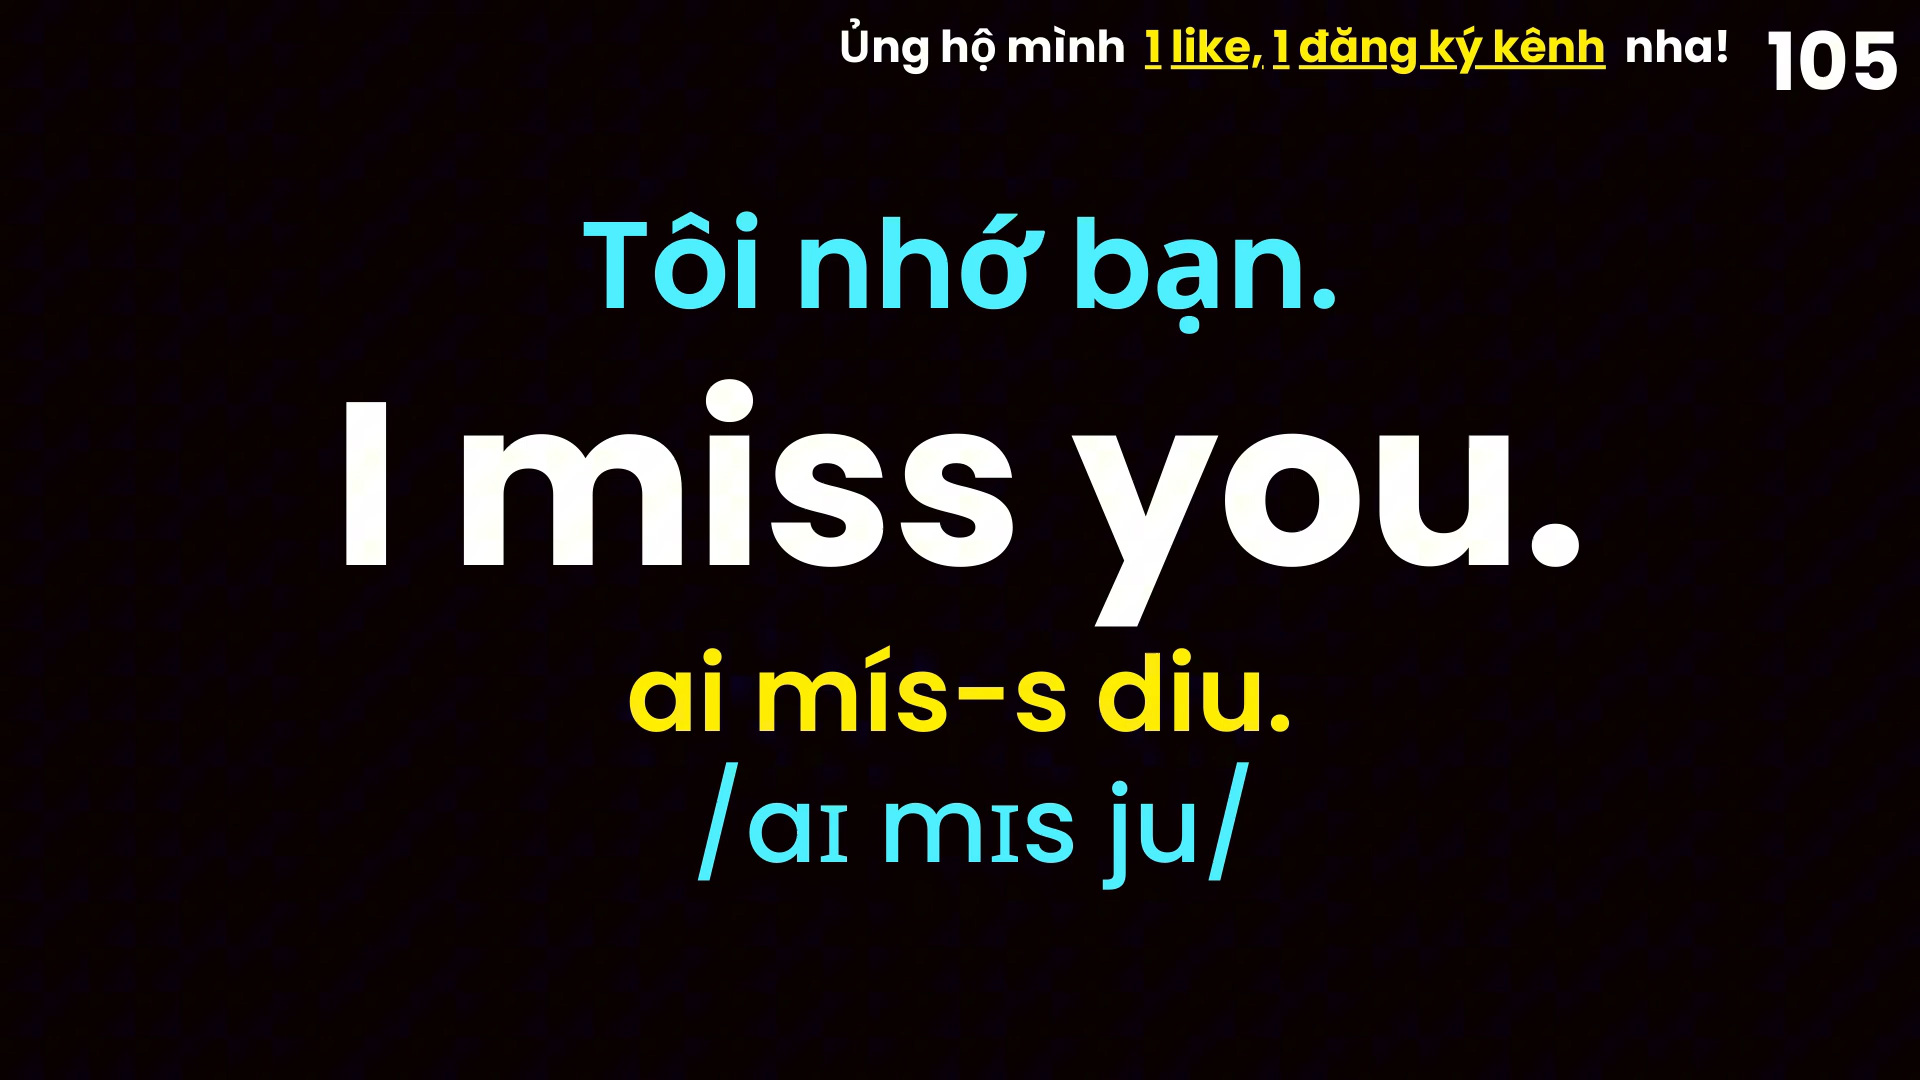 Ủng hộ mình 1 like, 1 đăng ký kênh nha! 105
Tôi nhớ bạn.
I miss you.
ai mís-s diu.
/aɪ mɪs ju/